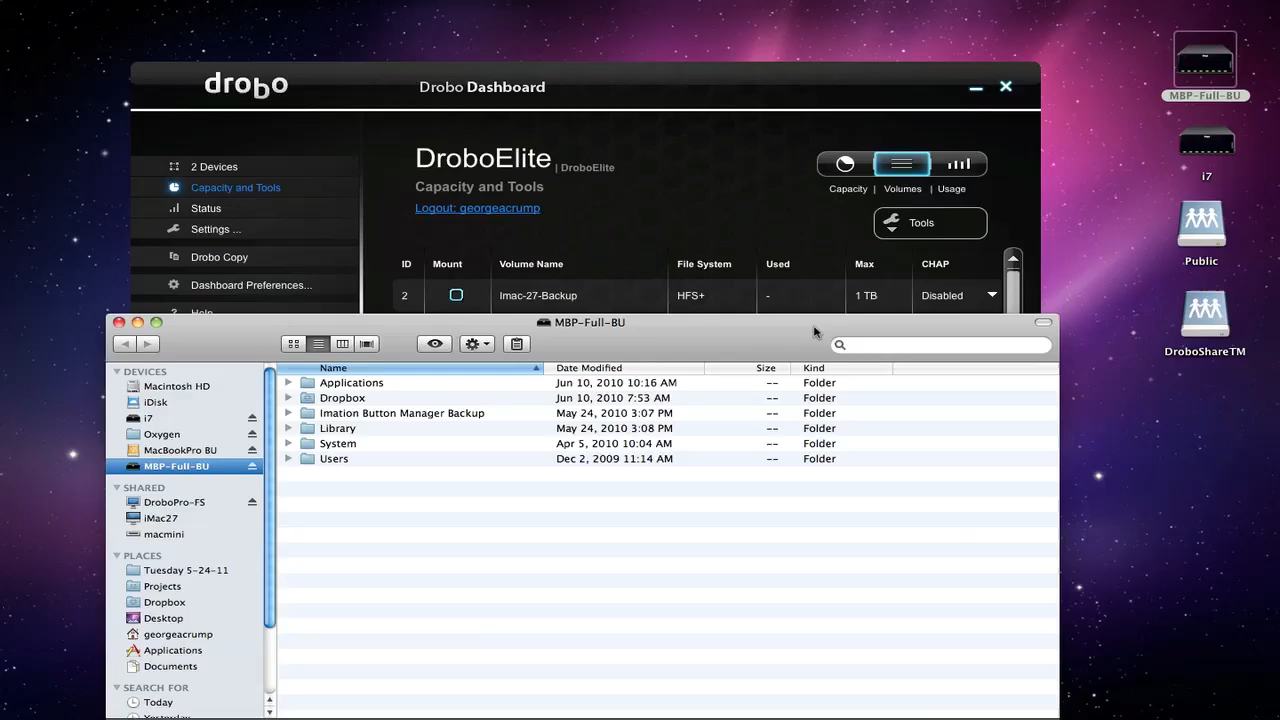 drobo
Drobo Dashboard
MBP-Full-BU
i7
Public
DroboShareTM
2 Devices
Capacity and Tools
Status
Settings ...
Drobo Copy
Dashboard Preferences...
Help
DroboElite | DroboElite
Capacity and Tools
Logout: georgeacrump
Capacity | Volumes | Usage
Tools
ID Mount Volume Name File System Used Max CHAP
2 Imac-27-Backup HFS+ - 1 TB Disabled
MBP-Full-BU
DEVICES
Macintosh HD
iDisk
i7
Oxygen
MacBookPro BU
MBP-Full-BU
SHARED
DroboPro-FS
iMac27
macmini
PLACES
Tuesday 5-24-11
Projects
Dropbox
Desktop
georgeacrump
Applications
Documents
SEARCH FOR
Today
Yesterday
Name Date Modified Size Kind
Applications Jun 10, 2010 10:16 AM -- Folder
Dropbox Jun 10, 2010 7:53 AM -- Folder
Imation Button Manager Backup May 24, 2010 3:07 PM -- Folder
Library May 24, 2010 3:08 PM -- Folder
System Apr 5, 2010 10:04 AM -- Folder
Users Dec 2, 2009 11:14 AM -- Folder